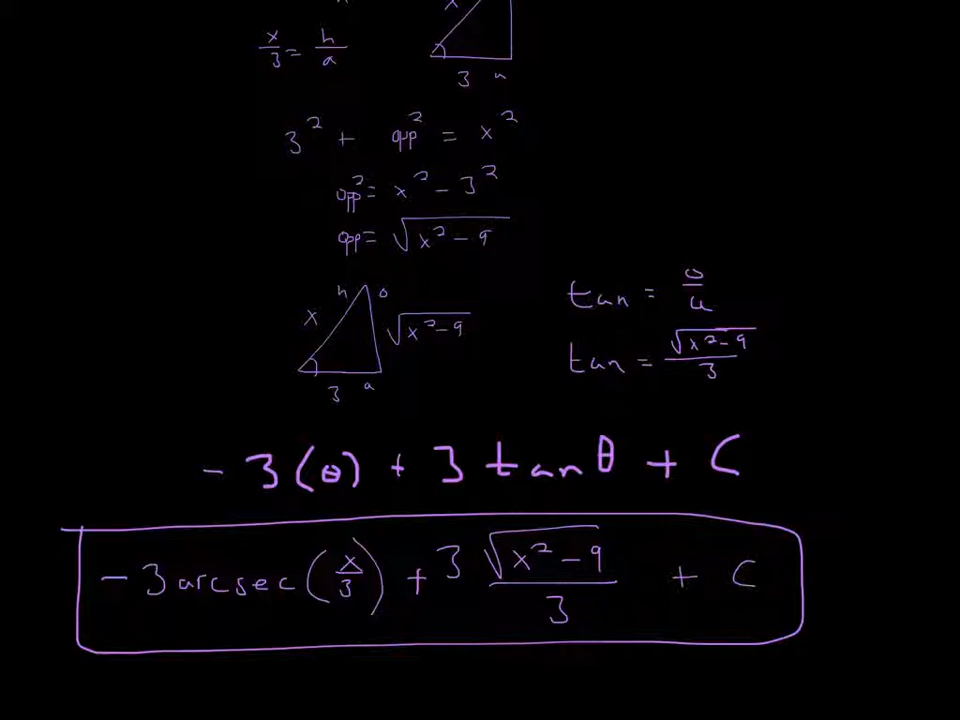 x
x/3 = h/a
3 a
3² + opp² = x²
opp² = x² - 3²
opp = √(x² - 9)
h o
x √(x² - 9)
3 a
tan = o/a
tan = √(x² - 9)/3
- 3(θ) + 3 tan θ + C
- 3 arcsec(x/3) + 3 √(x² - 9)/3 + C